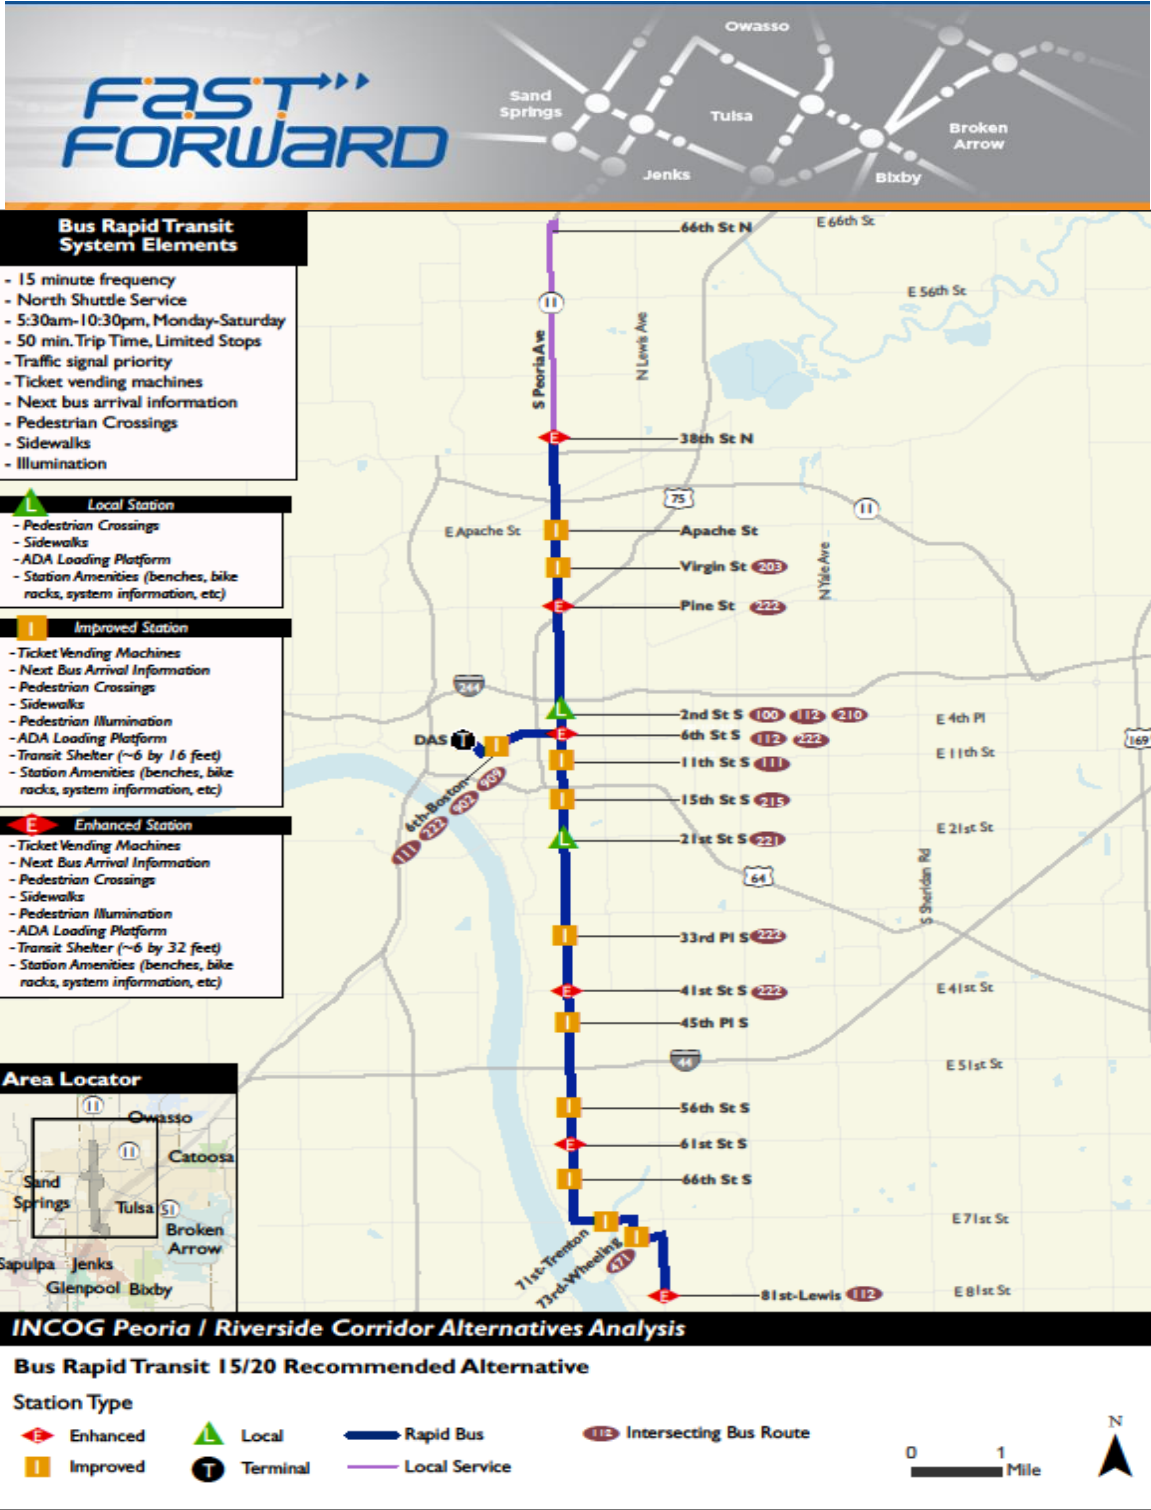 FAST
FORWARD
Owasso
Sand
Springs
Tulsa
Broken
Arrow
Jenks
Bixby
Bus Rapid Transit
System Elements
- 15 minute frequency
- North Shuttle Service
- 5:30am-10:30pm, Monday-Saturday
- 50 min. Trip Time, Limited Stops
- Traffic signal priority
- Ticket vending machines
- Next bus arrival information
- Pedestrian Crossings
- Sidewalks
- Illumination
L Local Station
- Pedestrian Crossings
- Sidewalks
- ADA Loading Platform
- Station Amenities (benches, bike
racks, system information, etc)
I Improved Station
- Ticket Vending Machines
- Next Bus Arrival Information
- Pedestrian Crossings
- Sidewalks
- Pedestrian Illumination
- ADA Loading Platform
- Transit Shelter (~6 by 16 feet)
- Station Amenities (benches, bike
racks, system information, etc)
E Enhanced Station
- Ticket Vending Machines
- Next Bus Arrival Information
- Pedestrian Crossings
- Sidewalks
- Pedestrian Illumination
- ADA Loading Platform
- Transit Shelter (~6 by 32 feet)
- Station Amenities (benches, bike
racks, system information, etc)
66th St N
E 66th St
E 56th St
11
S Peoria Ave
N Lewis Ave
E 38th St N
75
11
E Apache St
I Apache St
N Yale Ave
I Virgin St 203
E Pine St 222
244
L 2nd St S 100 112 210
E 4th Pl
DAS T I
E 6th St S 112 222
169
I 11th St S 111
E 11th St
6th-Boston
111 222 902 909
I 15th St S 215
E 21st St
L 21st St S 221
64
S Sheridan Rd
I 33rd Pl S 222
E 41st St S 222
E 41st St
I 45th Pl S
44
E 51st St
I 56th St S
E 61st St S
I 66th St S
I
E 71st St
71st-Trenton
I
73rd-Wheeling
471
E 81st-Lewis 112
E 81st St
Area Locator
11
Owasso
11
Catoosa
Sand
Springs
Tulsa 51
Broken
Arrow
Sapulpa Jenks
Glenpool Bixby
INCOG Peoria / Riverside Corridor Alternatives Analysis
Bus Rapid Transit 15/20 Recommended Alternative
Station Type
E Enhanced L Local Rapid Bus 112 Intersecting Bus Route
I Improved T Terminal Local Service
0 1
Mile
N